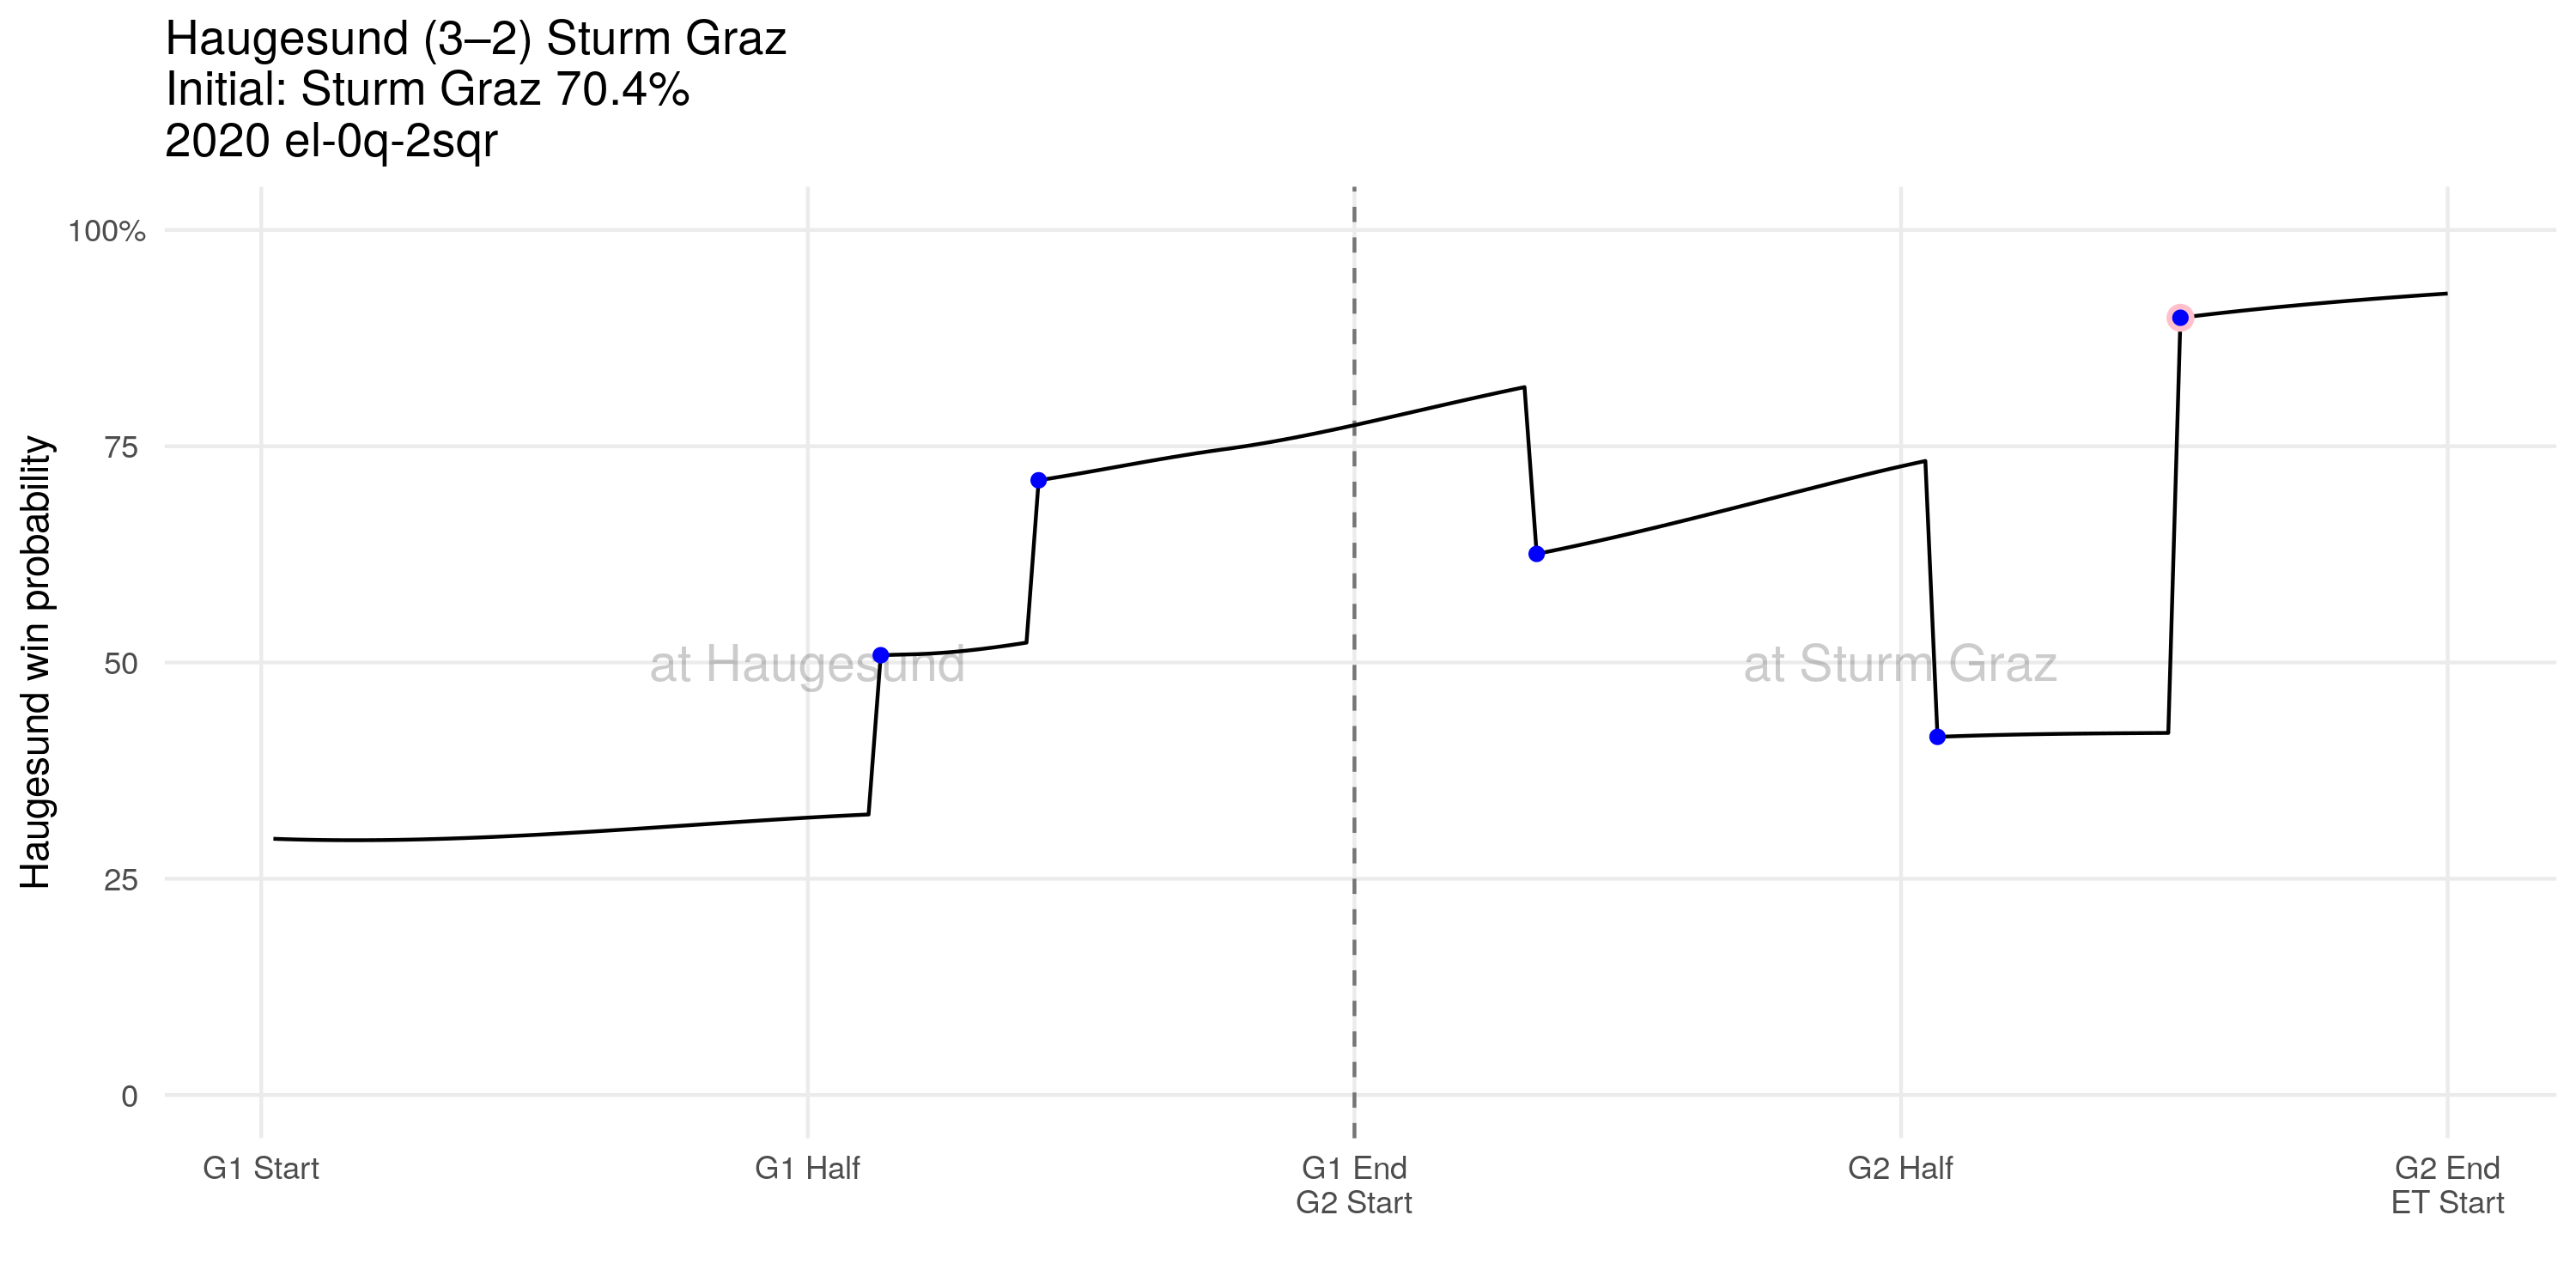 Haugesund (3–2) Sturm Graz
Initial: Sturm Graz 70.4%
2020 el-0q-2sqr
Haugesund win probability
100%
75
50
25
0
at Haugesund
at Sturm Graz
G1 Start
G1 Half
G1 End
G2 Start
G2 Half
G2 End
ET Start